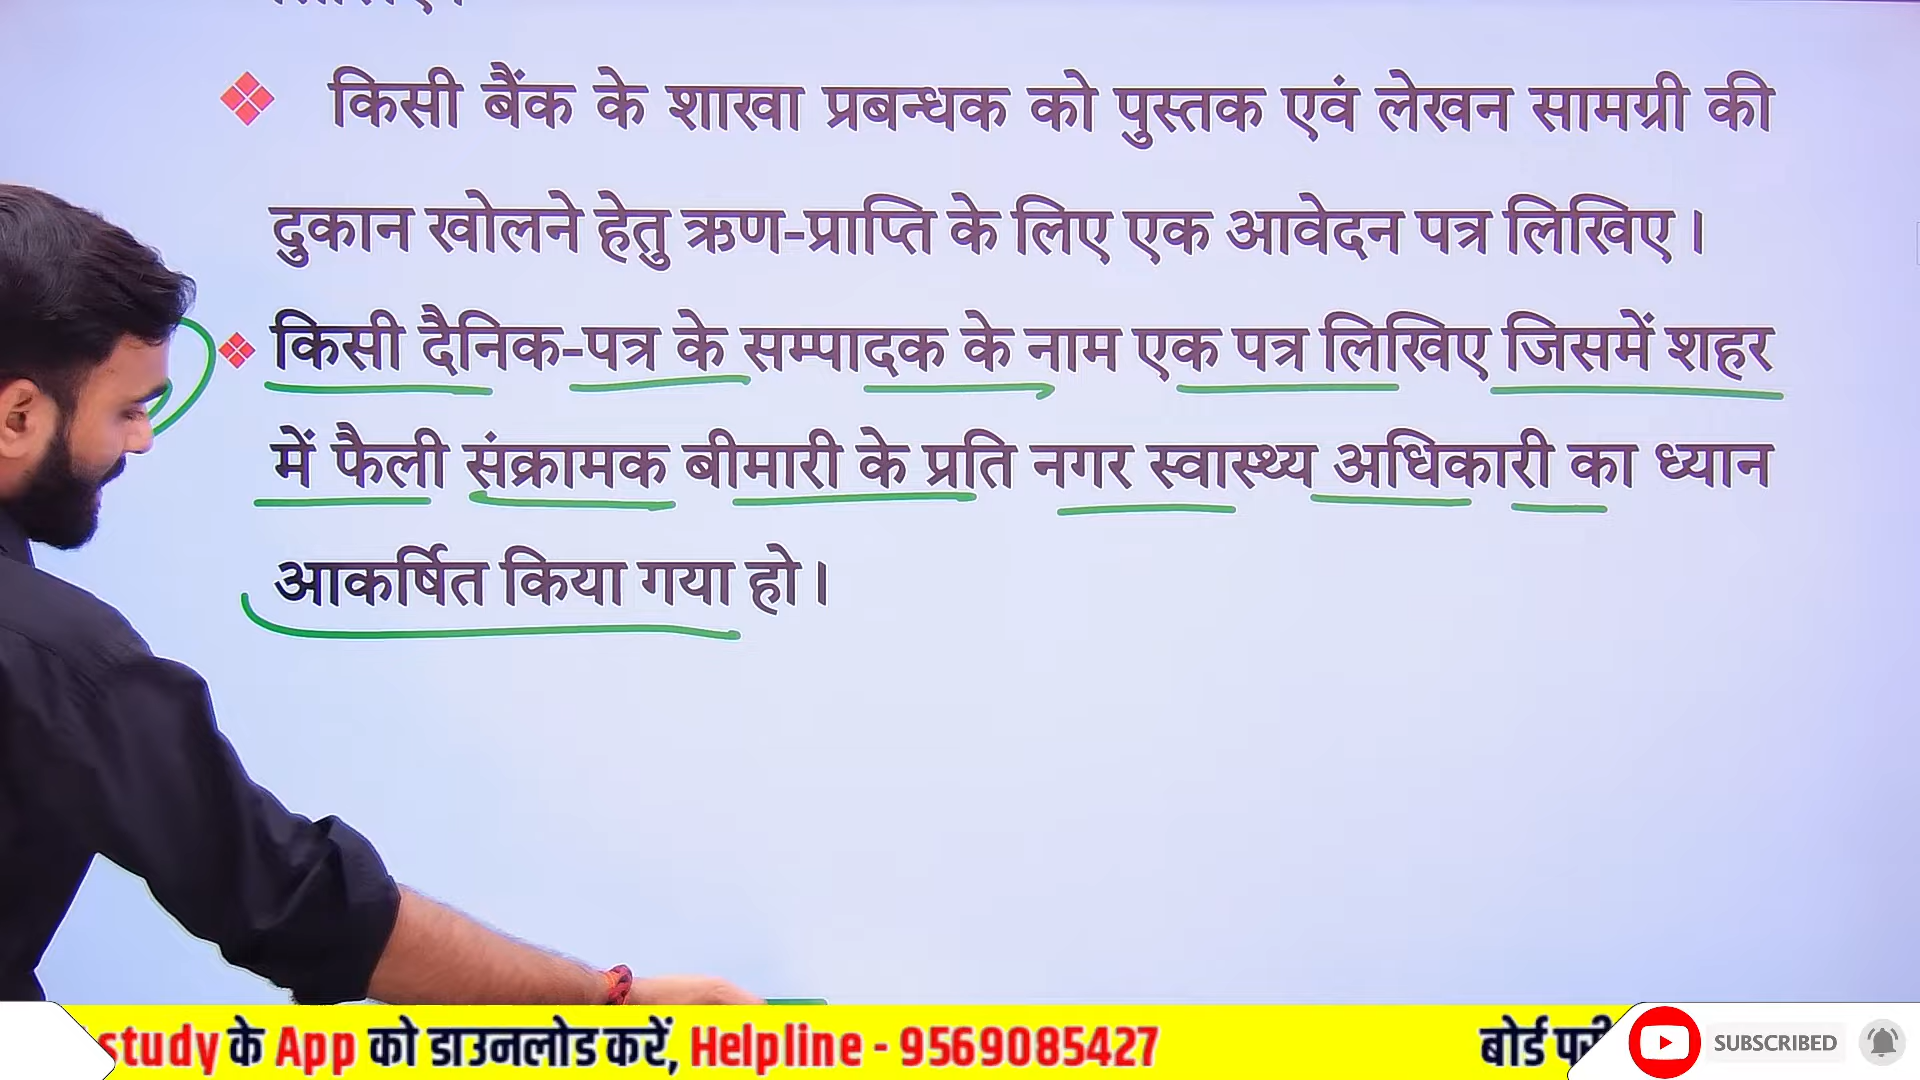 ❖ किसी बैंक के शाखा प्रबन्धक को पुस्तक एवं लेखन सामग्री की
दुकान खोलने हेतु ऋण-प्राप्ति के लिए एक आवेदन पत्र लिखिए।
❖ किसी दैनिक-पत्र के सम्पादक के नाम एक पत्र लिखिए जिसमें शहर
में फैली संक्रामक बीमारी के प्रति नगर स्वास्थ्य अधिकारी का ध्यान
आकर्षित किया गया हो।
study के App को डाउनलोड करें, Helpline - 9569085427 बोर्ड
SUBSCRIBED